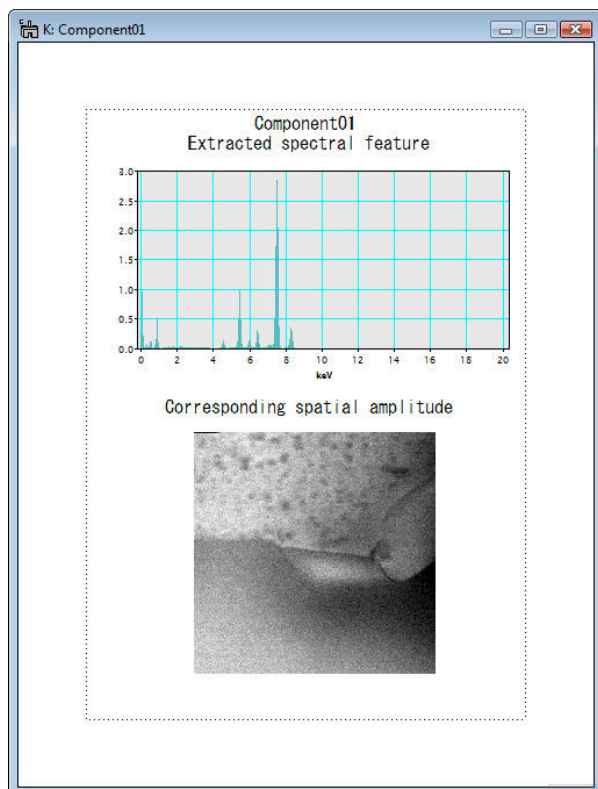 K: Component01
Component01
Extracted spectral feature
3.0
2.5
2.0
1.5
1.0
0.5
0.0
0 2 4 6 8 10 12 14 16 18 20
keV
Corresponding spatial amplitude